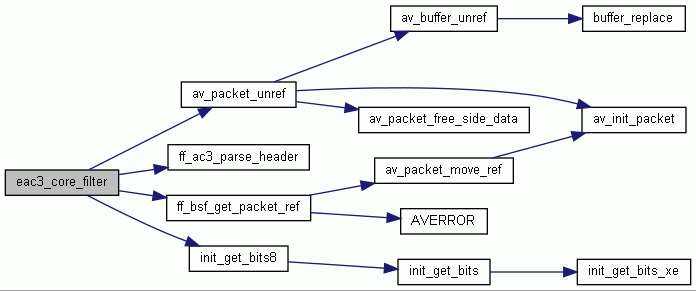 av_buffer_unref
buffer_replace
av_packet_unref
av_packet_free_side_data
av_init_packet
ff_ac3_parse_header
av_packet_move_ref
eac3_core_filter
ff_bsf_get_packet_ref
AVERROR
init_get_bits8
init_get_bits
init_get_bits_xe